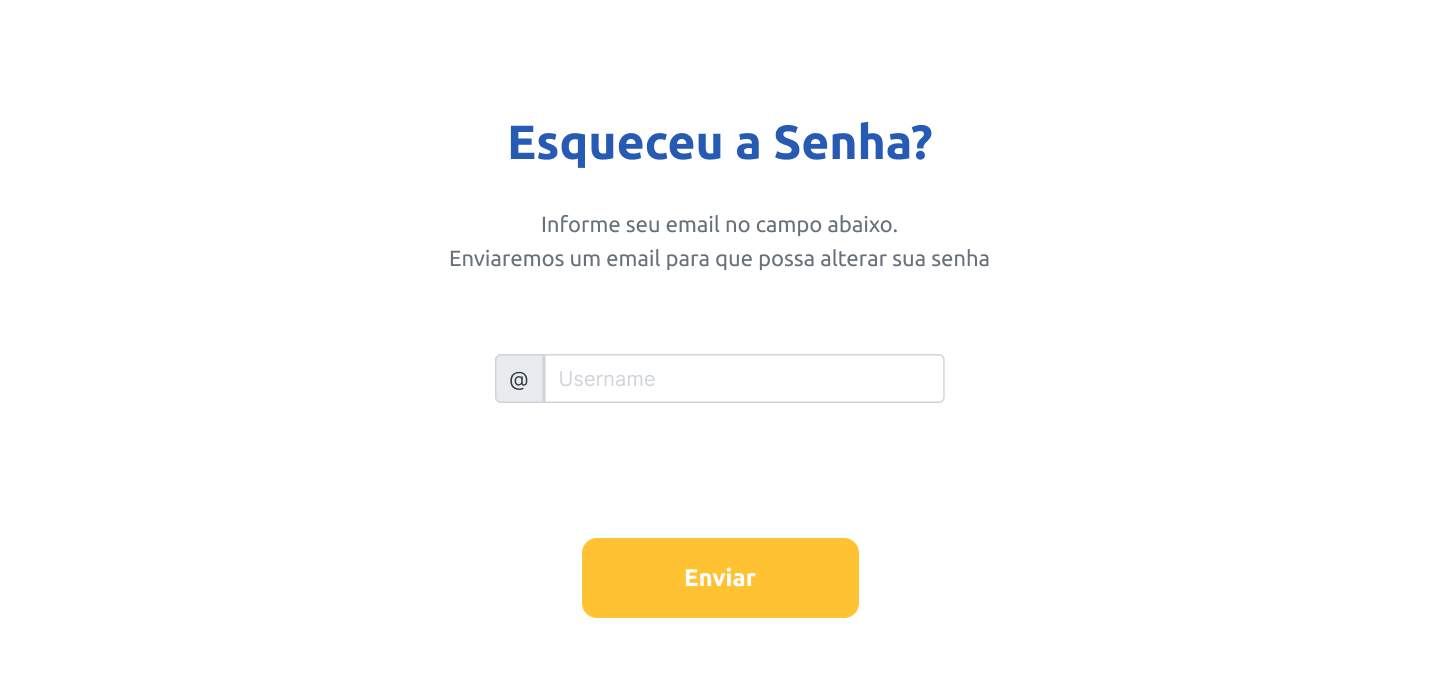 Esqueceu a Senha?
Informe seu email no campo abaixo.
Enviaremos um email para que possa alterar sua senha
@ Username
Enviar